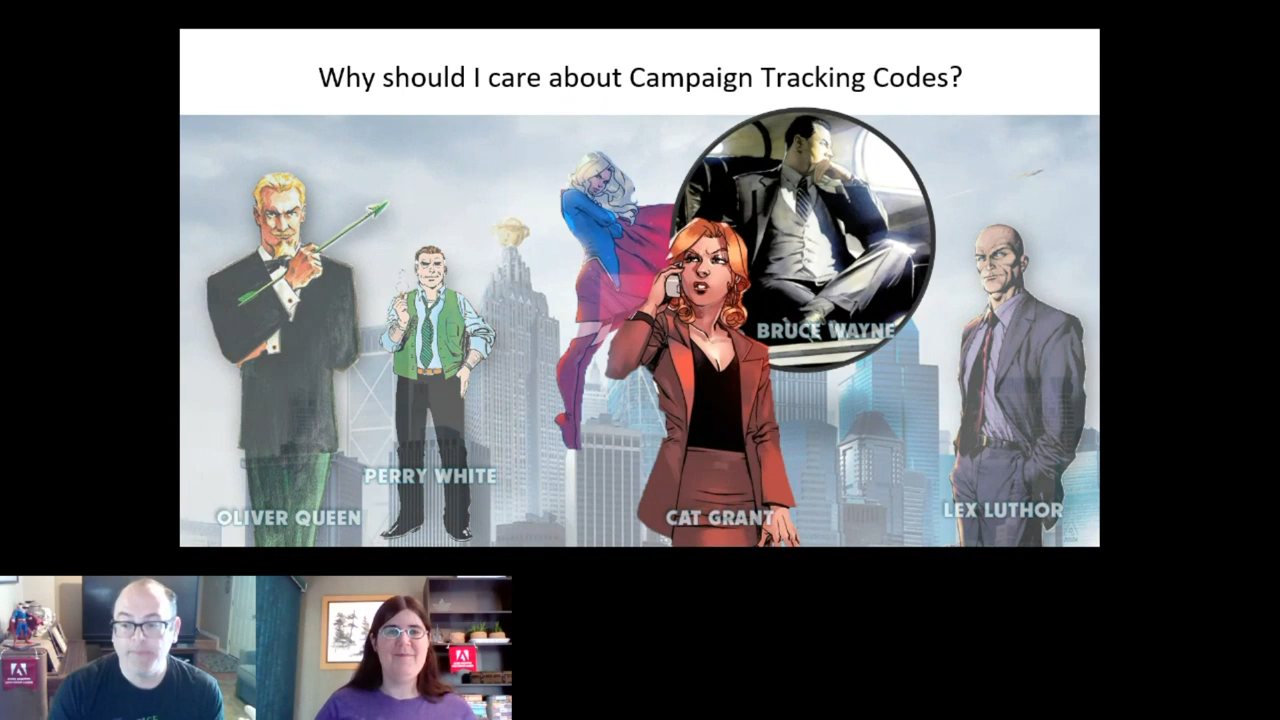 Why should I care about Campaign Tracking Codes?
BRUCE WAYNE
PERRY WHITE
OLIVER QUEEN
CAT GRANT
LEX LUTHOR